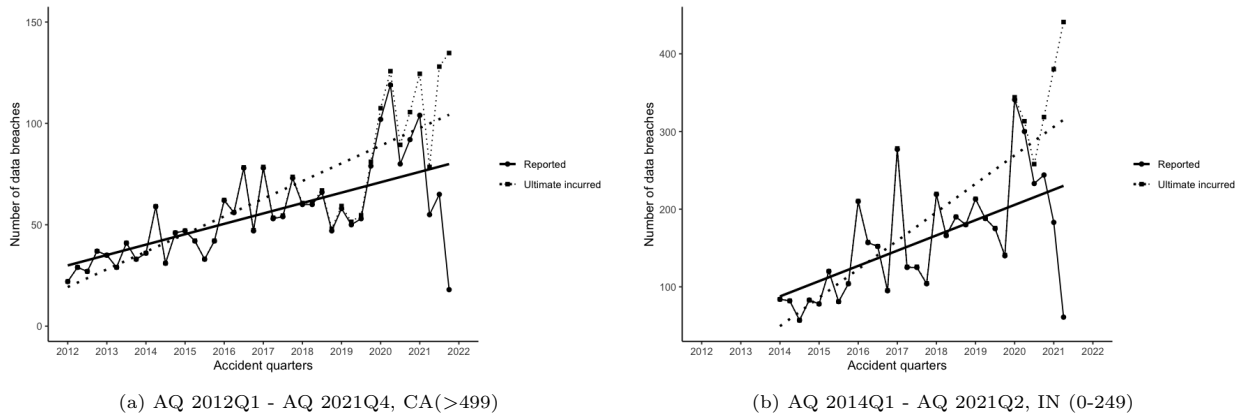 150
100
50
0
Number of data breaches
2012 2013 2014 2015 2016 2017 2018 2019 2020 2021 2022
Accident quarters
Reported
Ultimate incurred
(a) AQ 2012Q1 - AQ 2021Q4, CA(>499)
400
300
200
100
Number of data breaches
2012 2013 2014 2015 2016 2017 2018 2019 2020 2021 2022
Accident quarters
Reported
Ultimate incurred
(b) AQ 2014Q1 - AQ 2021Q2, IN (0-249)